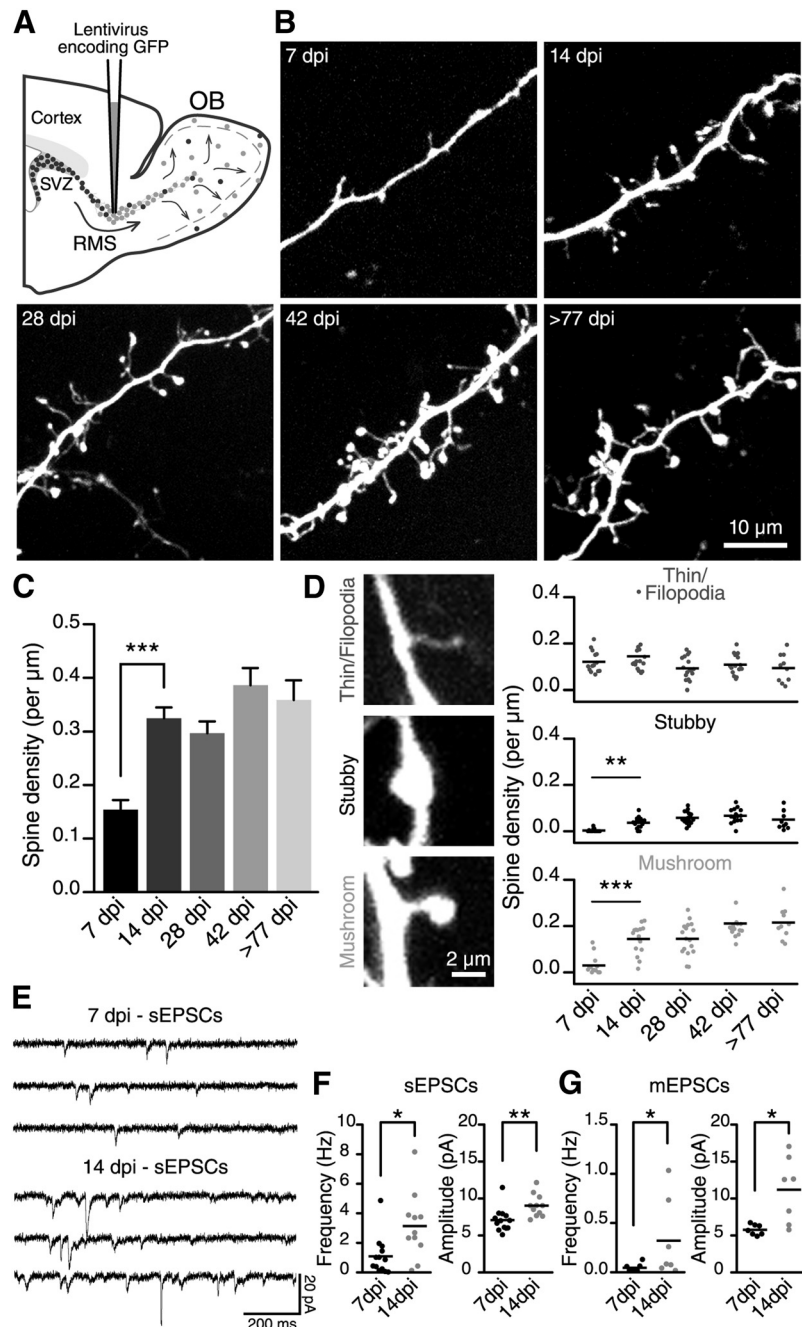 A
Lentivirus
encoding GFP
OB
Cortex
SVZ
RMS
B
7 dpi
14 dpi
28 dpi
42 dpi
>77 dpi
10 µm
C
Spine density (per µm)
0.5
0.4
0.3
0.2
0.1
0.0
***
7 dpi
14 dpi
28 dpi
42 dpi
>77 dpi
D
Thin/Filopodia
Stubby
Mushroom
2 µm
Spine density (per µm)
Thin/
Filopodia
0.4
0.2
0.0
Stubby
0.4
0.2
0.0
**
Mushroom
0.4
0.2
0.0
***
7 dpi
14 dpi
28 dpi
42 dpi
>77 dpi
E
7 dpi - sEPSCs
14 dpi - sEPSCs
20 pA
200 ms
F
sEPSCs
Frequency (Hz)
10
8
6
4
2
0
*
7dpi
14dpi
Amplitude (pA)
20
15
10
5
0
**
7dpi
14dpi
G
mEPSCs
Frequency (Hz)
1.5
1.0
0.5
0.0
*
7dpi
14dpi
Amplitude (pA)
20
15
10
5
0
*
7dpi
14dpi